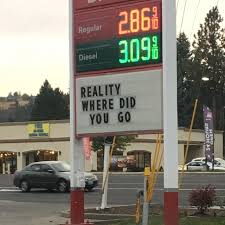 Regular 2.86 9/10
Diesel 3.09 9/10
REALITY
WHERE DID
YOU GO